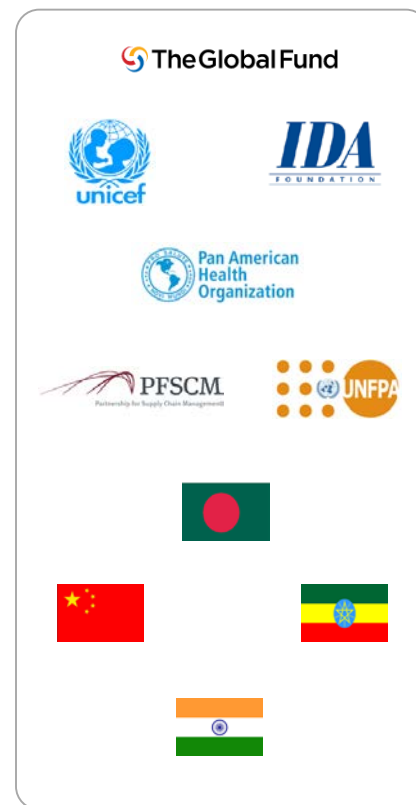 The Global Fund
unicef
IDA
FOUNDATION
Pan American
Health
Organization
PFSCM
Partnership for Supply Chain Management
UNFPA